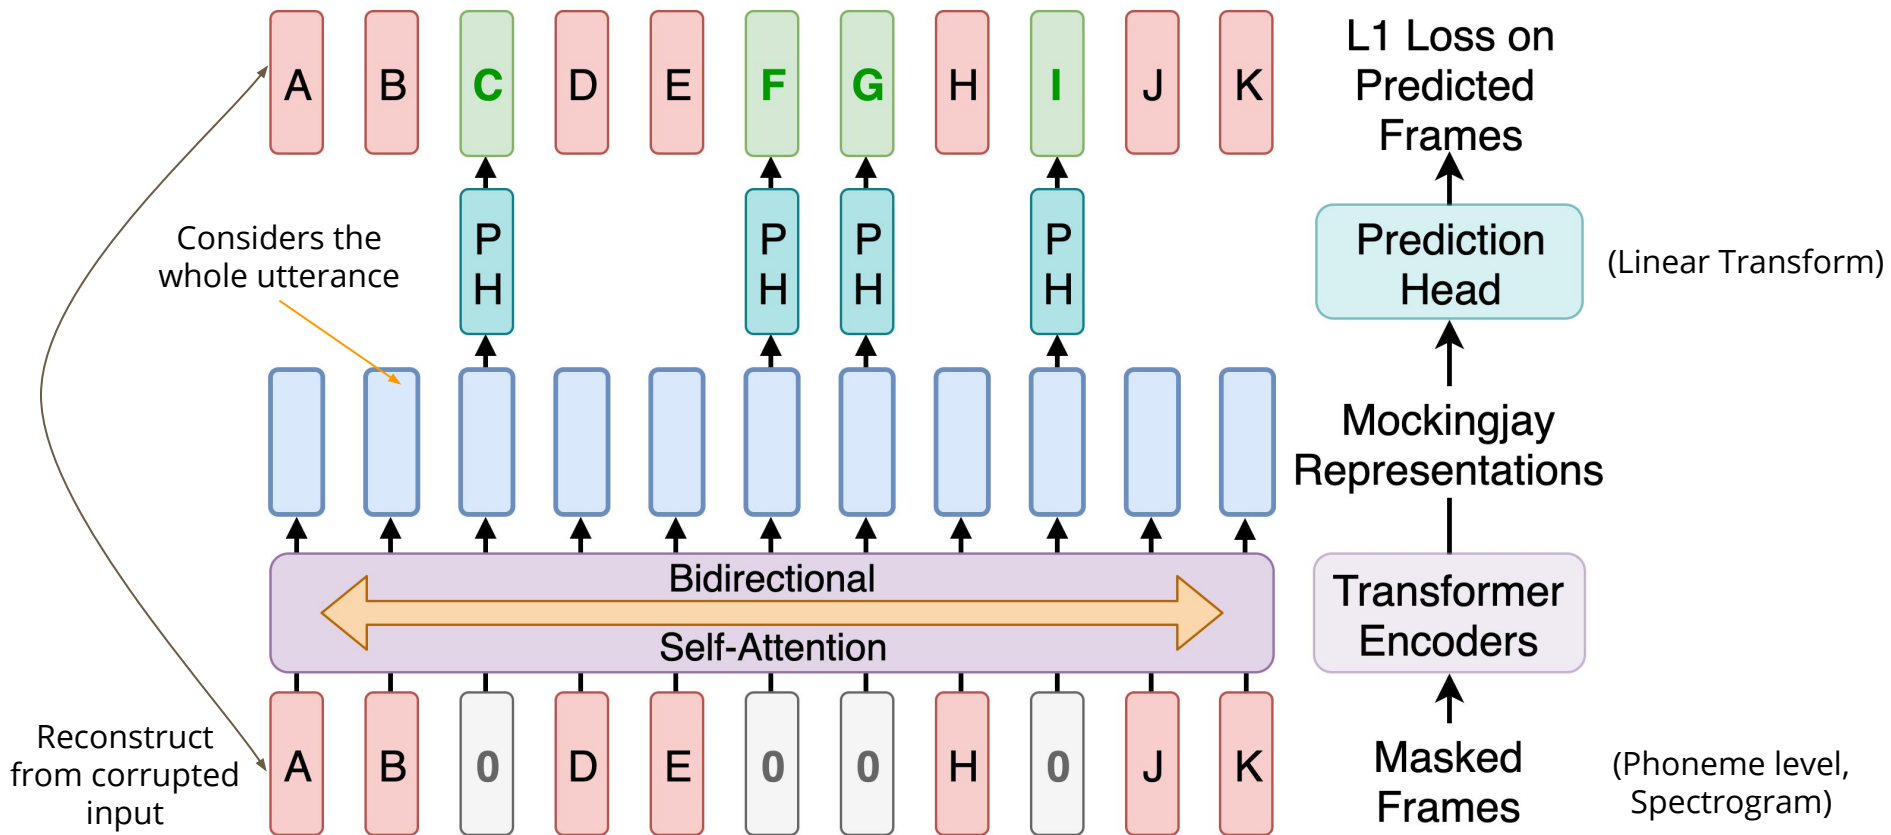 A B C D E F G H I J K
L1 Loss on
Predicted
Frames
P P P P
H H H H
Considers the
whole utterance
Prediction
Head
(Linear Transform)
Mockingjay
Representations
Bidirectional
Self-Attention
Transformer
Encoders
Reconstruct
from corrupted
input
A B 0 D E 0 0 H 0 J K
Masked
Frames
(Phoneme level,
Spectrogram)